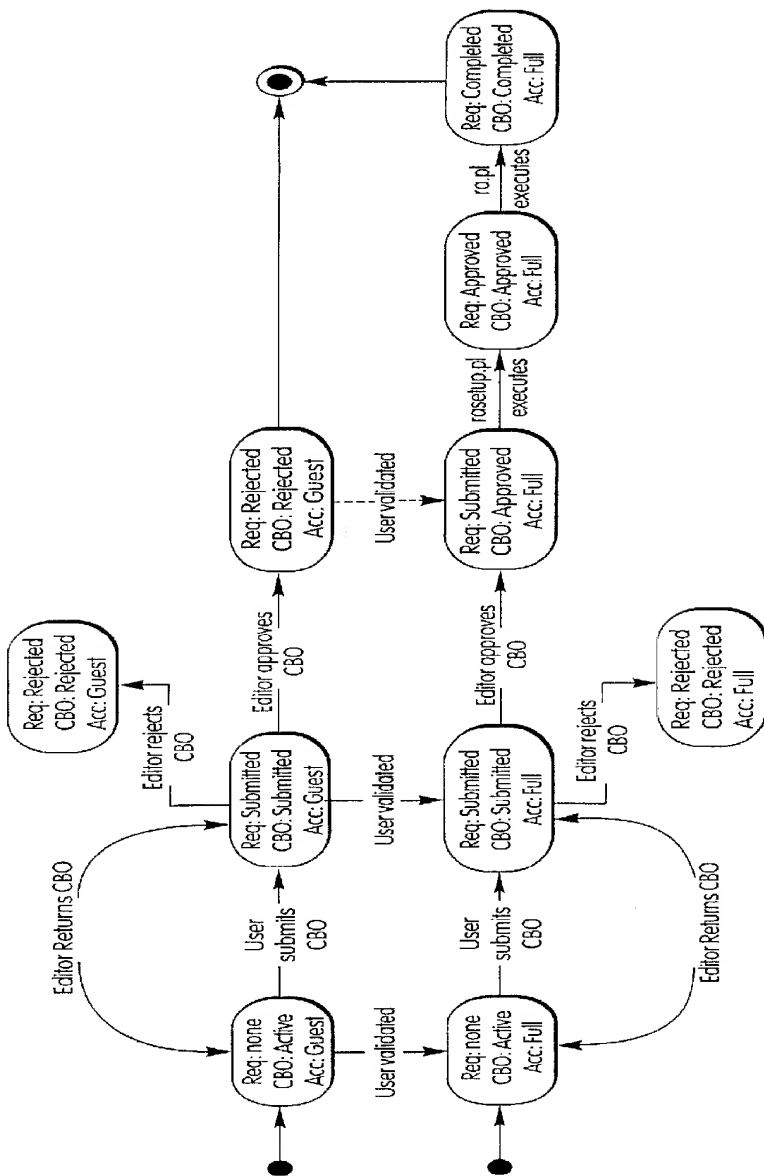 Req: Rejected
CBO: Rejected
Acc: Guest
Editor rejects
CBO
Editor Returns CBO
Req: none
CBO: Active
Acc: Guest
User
submits
CBO
Req: Submitted
CBO: Submitted
Acc: Guest
Editor approves
CBO
Req: Rejected
CBO: Rejected
Acc: Guest
User validated
User validated
User validated
Req: none
CBO: Active
Acc: Full
User
submits
CBO
Req: Submitted
CBO: Submitted
Acc: Full
Editor approves
CBO
Req: Submitted
CBO: Approved
Acc: Full
rasetup.pl
executes
Req: Approved
CBO: Approved
Acc: Full
ra.pl
executes
Req: Completed
CBO: Completed
Acc: Full
Editor Returns CBO
Editor rejects
CBO
Req: Rejected
CBO: Rejected
Acc: Full